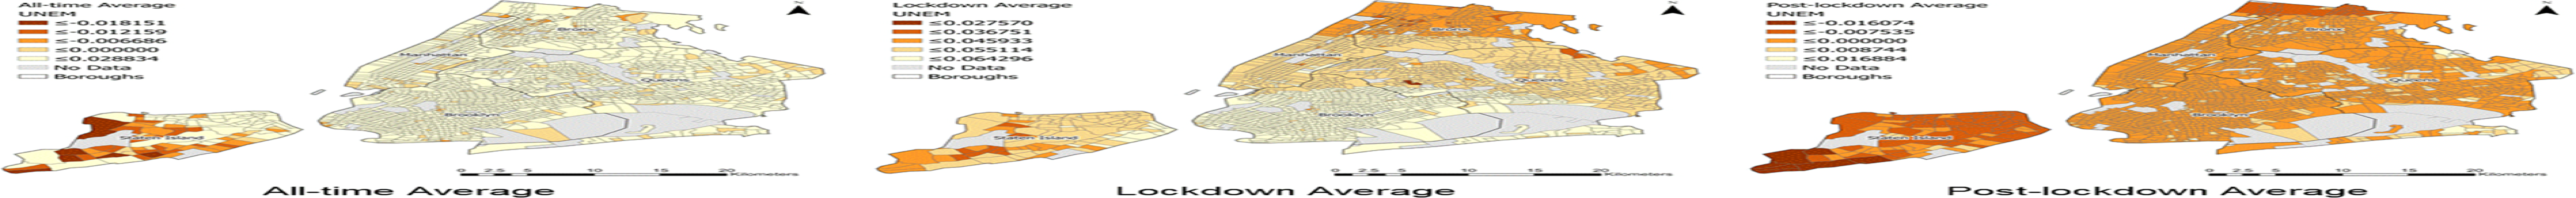 All-time Average
UNEM
≤-0.018151
≤-0.012159
≤-0.006686
≤0.000000
≤0.028834
No Data
Boroughs
N
Bronx
Manhattan
Queens
Brooklyn
Staten Island
0 2.5 5 10 15 20
Kilometers
All-time Average
Lockdown Average
UNEM
≤0.027570
≤0.036751
≤0.045933
≤0.055114
≤0.064296
No Data
Boroughs
N
Bronx
Manhattan
Queens
Brooklyn
Staten Island
0 2.5 5 10 15 20
Kilometers
Lockdown Average
Post-lockdown Average
UNEM
≤-0.016074
≤-0.007535
≤0.000000
≤0.008744
≤0.016884
No Data
Boroughs
N
Bronx
Manhattan
Queens
Brooklyn
Staten Island
0 2.5 5 10 15 20
Kilometers
Post-lockdown Average